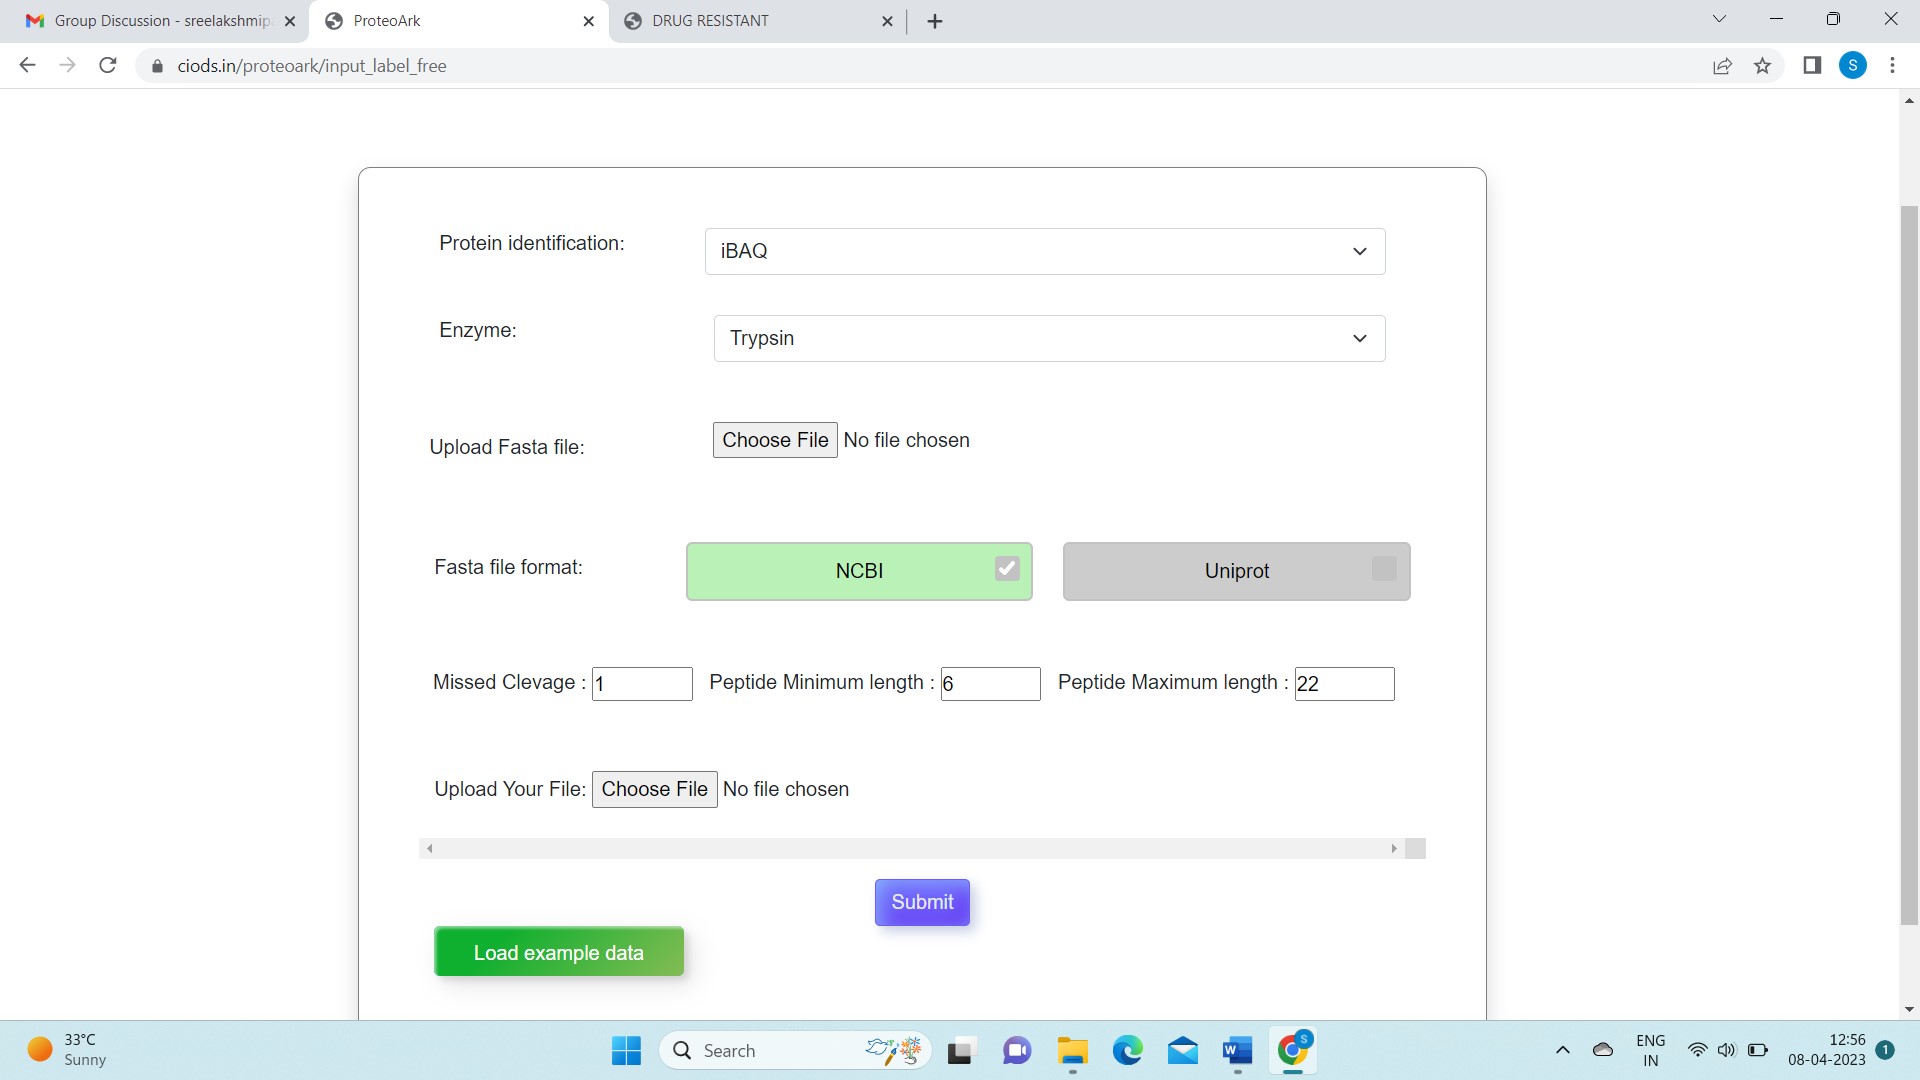 Group Discussion - sreelakshmip
ProteoArk
DRUG RESISTANT
ciods.in/proteoark/input_label_free
S
Protein identification:
iBAQ
Enzyme:
Trypsin
Upload Fasta file:
Choose File No file chosen
Fasta file format:
NCBI
Uniprot
Missed Clevage : 1 Peptide Minimum length : 6 Peptide Maximum length : 22
Upload Your File: Choose File No file chosen
Submit
Load example data
33°C
Sunny
Search
W
S
ENG
IN
12:56
08-04-2023
1